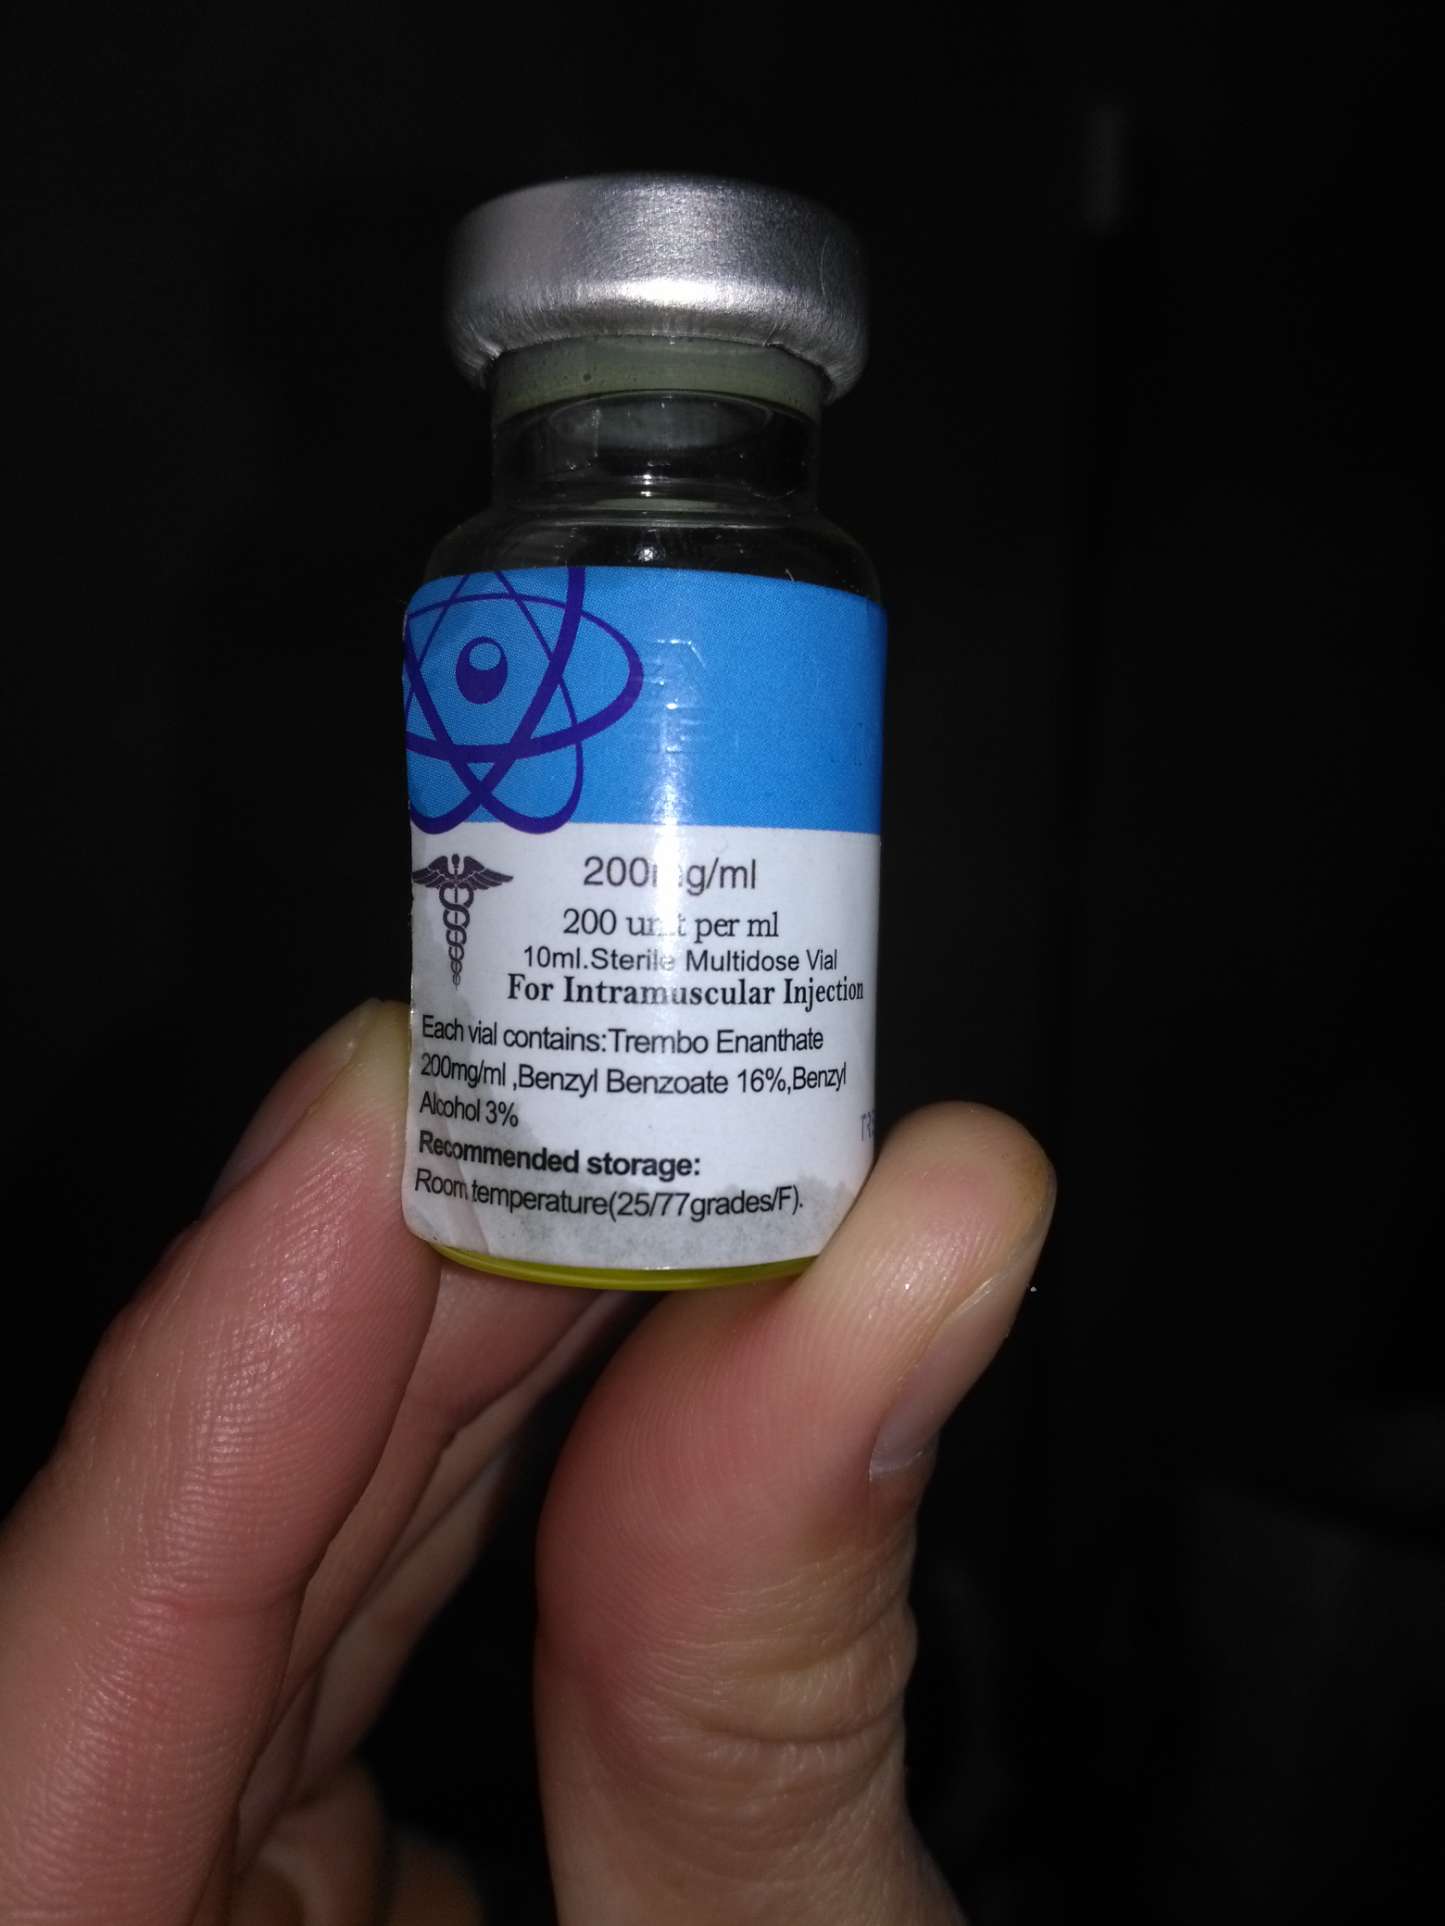 200mg/ml
200 unit per ml
10ml.Sterile Multidose Vial
For Intramuscular Injection
Each vial contains:Trembo Enanthate
200mg/ml ,Benzyl Benzoate 16%,Benzyl
Alcohol 3%
Recommended storage:
Room temperature(25/77grades/F).